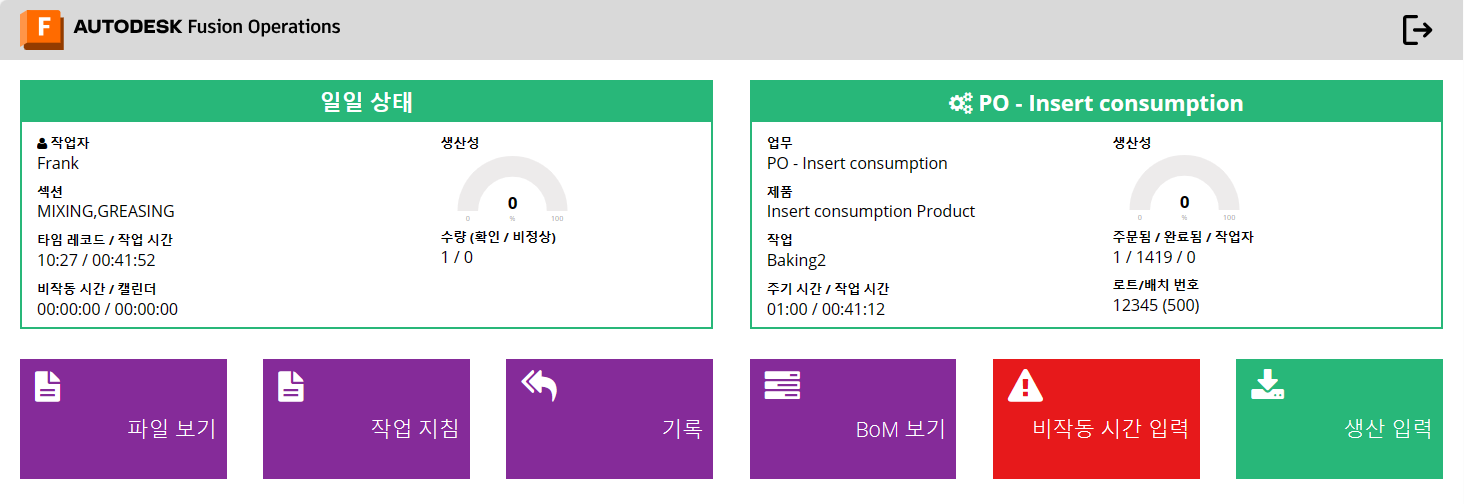 F AUTODESK Fusion Operations
일일 상태
작업자
Frank
섹션
MIXING,GREASING
타임 레코드 / 작업 시간
10:27 / 00:41:52
비작동 시간 / 캘린더
00:00:00 / 00:00:00
생산성
0
0 % 100
수량 (확인 / 비정상)
1 / 0
PO - Insert consumption
업무
PO - Insert consumption
제품
Insert consumption Product
작업
Baking2
주기 시간 / 작업 시간
01:00 / 00:41:12
생산성
0
0 % 100
주문됨 / 완료됨 / 작업자
1 / 1419 / 0
로트/배치 번호
12345 (500)
파일 보기
작업 지침
기록
BoM 보기
비작동 시간 입력
생산 입력